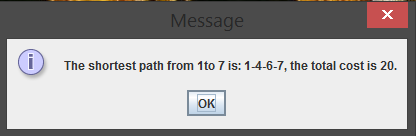 Message
The shortest path from 1to 7 is: 1-4-6-7, the total cost is 20.
OK